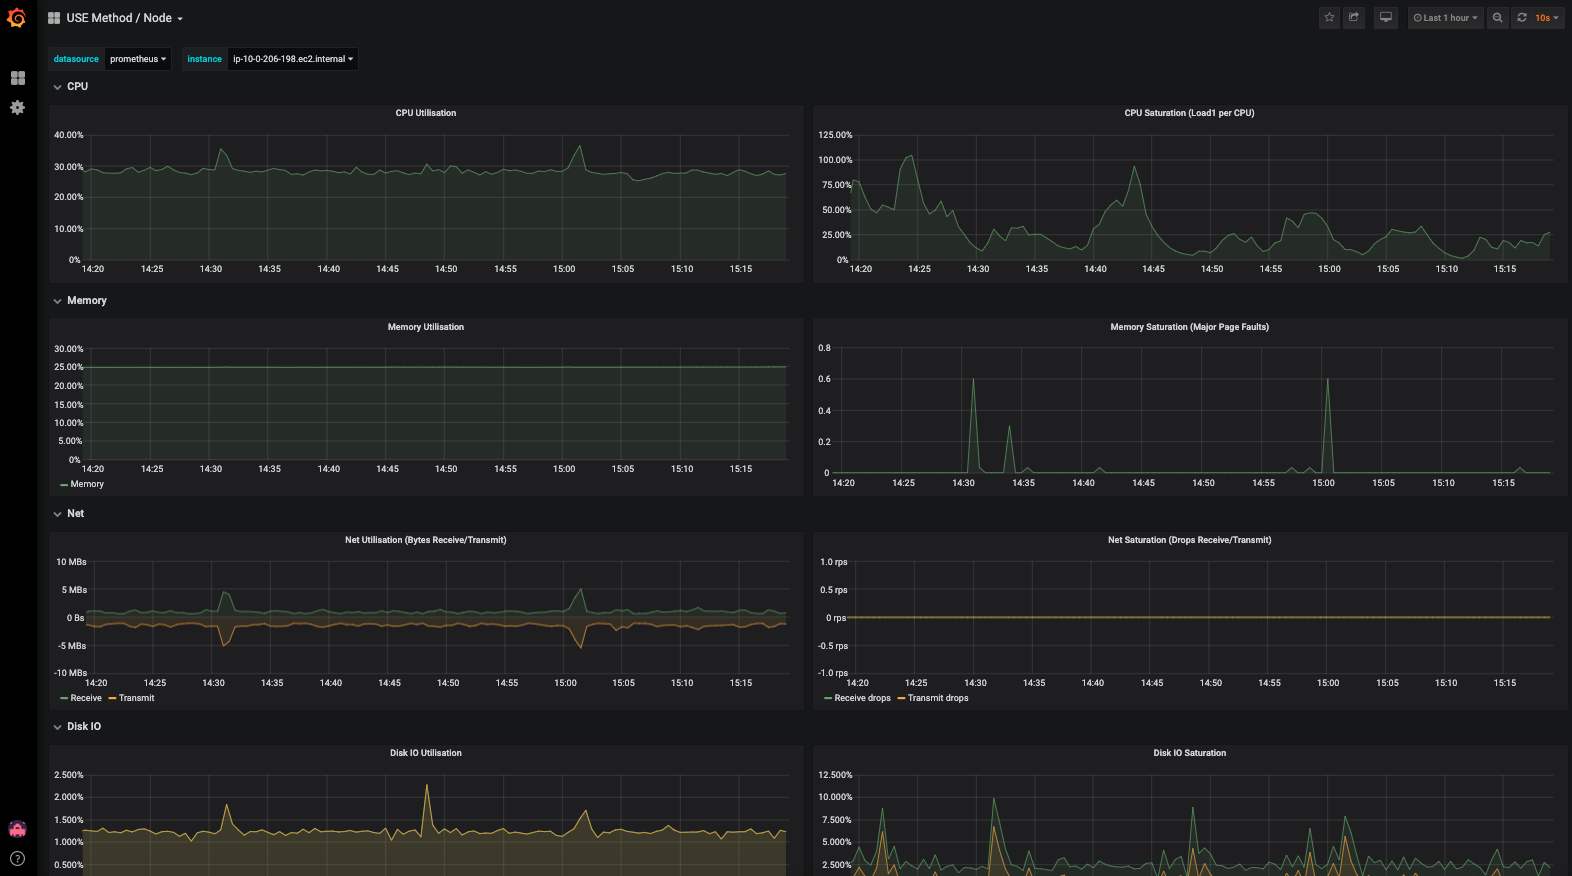 USE Method / Node
Last 1 hour
10s
datasource prometheus instance ip-10-0-206-198.ec2.internal
CPU
CPU Utilisation
40.00%
30.00%
20.00%
10.00%
0%
14:20 14:25 14:30 14:35 14:40 14:45 14:50 14:55 15:00 15:05 15:10 15:15
CPU Saturation (Load1 per CPU)
125.00%
100.00%
75.00%
50.00%
25.00%
0%
14:20 14:25 14:30 14:35 14:40 14:45 14:50 14:55 15:00 15:05 15:10 15:15
Memory
Memory Utilisation
30.00%
25.00%
20.00%
15.00%
10.00%
5.00%
0%
14:20 14:25 14:30 14:35 14:40 14:45 14:50 14:55 15:00 15:05 15:10 15:15
Memory
Memory Saturation (Major Page Faults)
0.8
0.6
0.4
0.2
0
14:20 14:25 14:30 14:35 14:40 14:45 14:50 14:55 15:00 15:05 15:10 15:15
Net
Net Utilisation (Bytes Receive/Transmit)
10 MBs
5 MBs
0 Bs
-5 MBs
-10 MBs
14:20 14:25 14:30 14:35 14:40 14:45 14:50 14:55 15:00 15:05 15:10 15:15
Receive Transmit
Net Saturation (Drops Receive/Transmit)
1.0 rps
0.5 rps
0 rps
-0.5 rps
-1.0 rps
14:20 14:25 14:30 14:35 14:40 14:45 14:50 14:55 15:00 15:05 15:10 15:15
Receive drops Transmit drops
Disk IO
Disk IO Utilisation
2.500%
2.000%
1.500%
1.000%
0.500%
Disk IO Saturation
12.500%
10.000%
7.500%
5.000%
2.500%